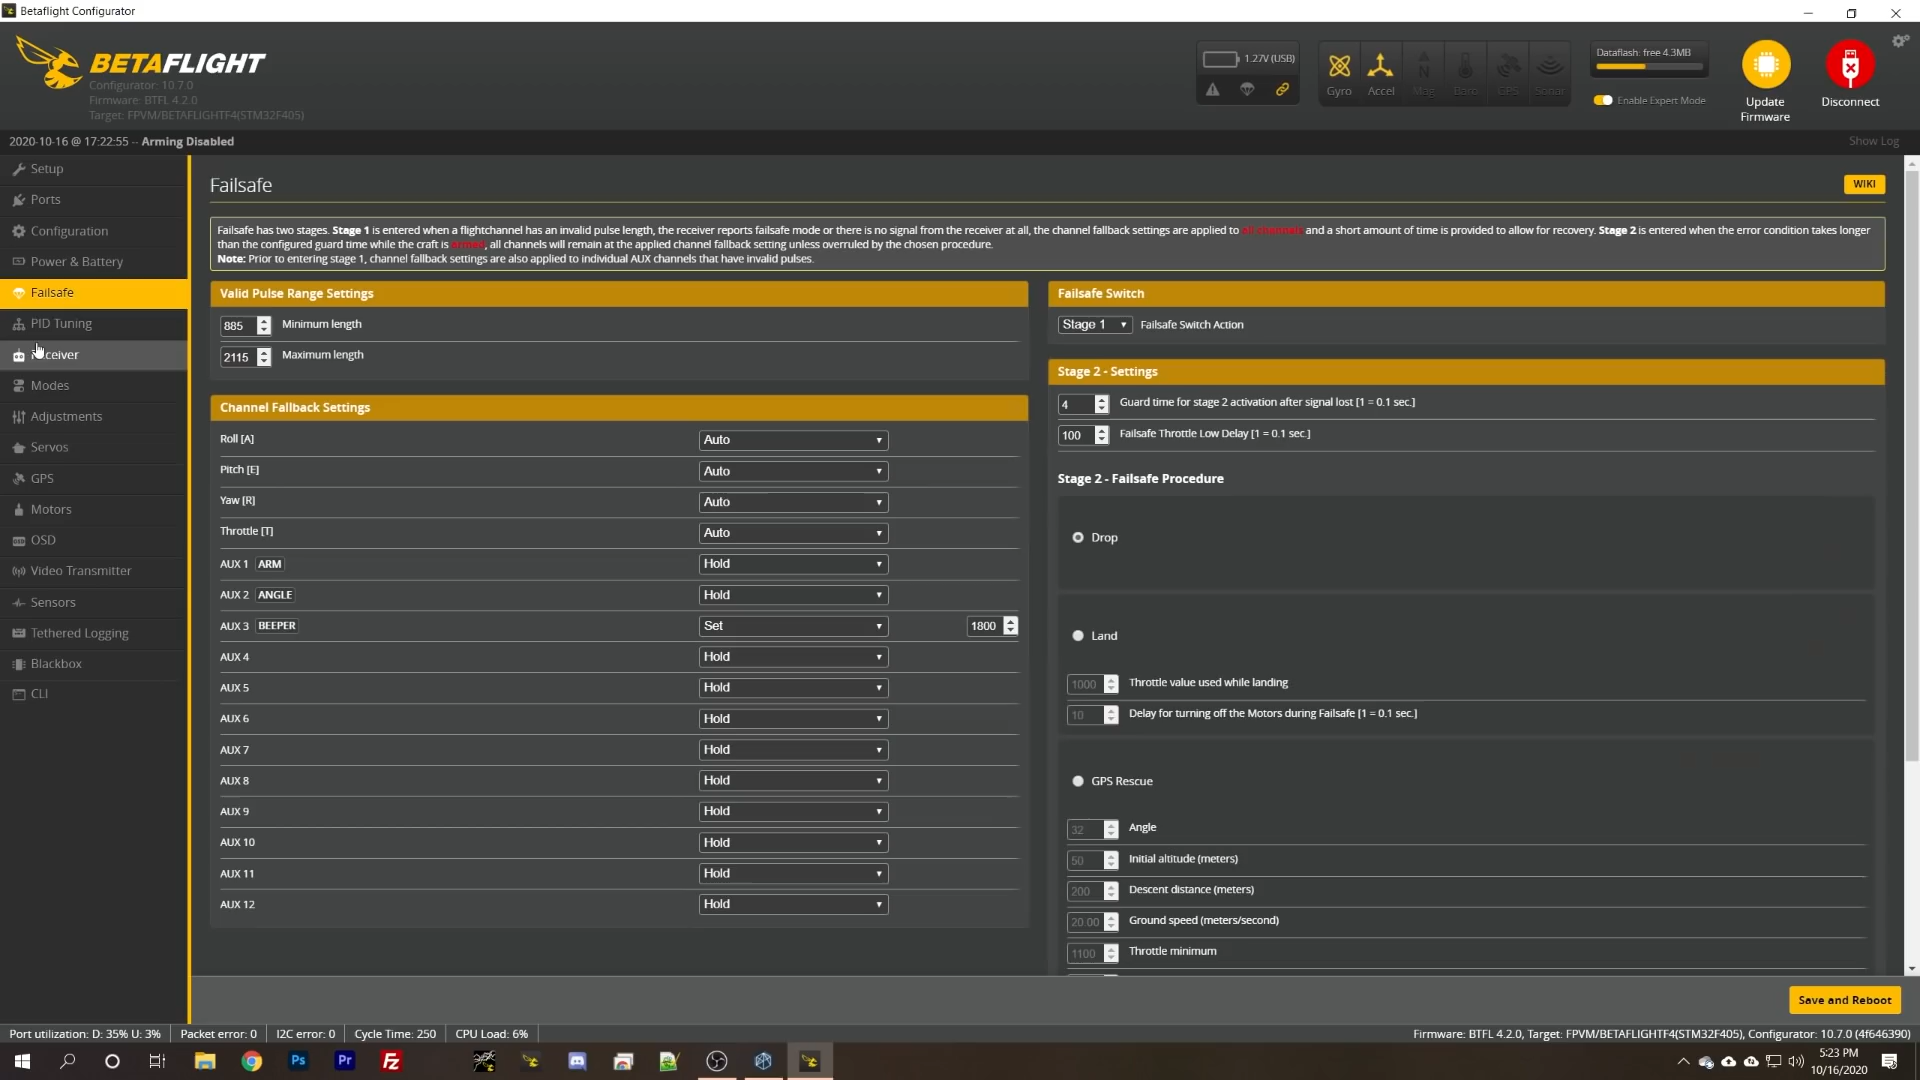 Betaflight Configurator
BETAFLIGHT
Configurator: 10.7.0
Firmware: BTFL 4.2.0
Target: FPVM/BETAFLIGHTF4(STM32F405)
1.27V (USB)
Gyro
Accel
Mag
Baro
GPS
Sonar
Dataflash: free 4.3MB
Enable Expert Mode
Update
Firmware
Disconnect
2020-10-16 @ 17:22:55 -- Arming Disabled
Show Log
Setup
Ports
Configuration
Power & Battery
Failsafe
PID Tuning
ceiver
Modes
Adjustments
Servos
GPS
Motors
OSD
Video Transmitter
Sensors
Tethered Logging
Blackbox
CLI
Failsafe
WIKI
Failsafe has two stages. Stage 1 is entered when a flightchannel has an invalid pulse length, the receiver reports failsafe mode or there is no signal from the receiver at all, the channel fallback settings are applied to all channels and a short amount of time is provided to allow for recovery. Stage 2 is entered when the error condition takes longer
than the configured guard time while the craft is armed, all channels will remain at the applied channel fallback setting unless overruled by the chosen procedure.
Note: Prior to entering stage 1, channel fallback settings are also applied to individual AUX channels that have invalid pulses.
Valid Pulse Range Settings
885 Minimum length
2115 Maximum length
Channel Fallback Settings
Roll [A] Auto
Pitch [E] Auto
Yaw [R] Auto
Throttle [T] Auto
AUX 1 ARM Hold
AUX 2 ANGLE Hold
AUX 3 BEEPER Set 1800
AUX 4 Hold
AUX 5 Hold
AUX 6 Hold
AUX 7 Hold
AUX 8 Hold
AUX 9 Hold
AUX 10 Hold
AUX 11 Hold
AUX 12 Hold
Failsafe Switch
Stage 1 Failsafe Switch Action
Stage 2 - Settings
4 Guard time for stage 2 activation after signal lost [1 = 0.1 sec.]
100 Failsafe Throttle Low Delay [1 = 0.1 sec.]
Stage 2 - Failsafe Procedure
Drop
Land
1000 Throttle value used while landing
10 Delay for turning off the Motors during Failsafe [1 = 0.1 sec.]
GPS Rescue
32 Angle
50 Initial altitude (meters)
200 Descent distance (meters)
20.00 Ground speed (meters/second)
1100 Throttle minimum
Save and Reboot
Port utilization: D: 35% U: 3%
Packet error: 0
I2C error: 0
Cycle Time: 250
CPU Load: 6%
Firmware: BTFL 4.2.0, Target: FPVM/BETAFLIGHTF4(STM32F405), Configurator: 10.7.0 (4f646390)
Ps
Pr
FZ
5:23 PM
10/16/2020